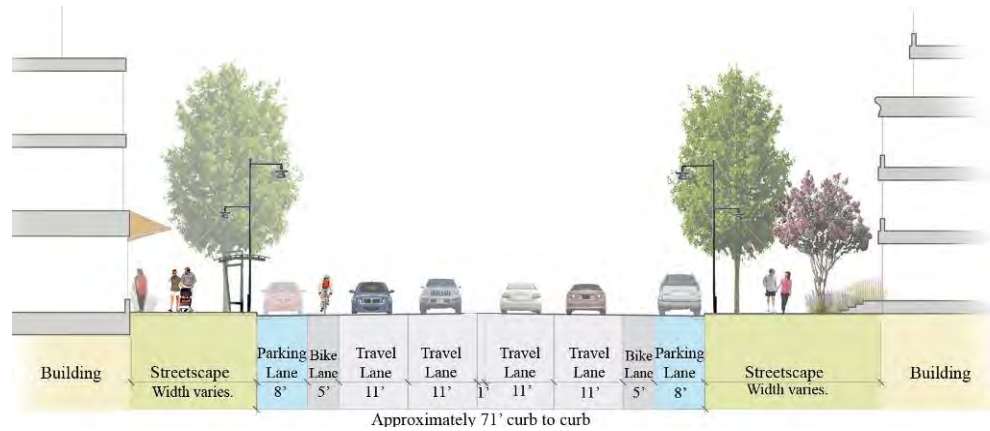 Building
Streetscape
Width varies.
Parking
Lane
8’
Bike
Lane
5’
Travel
Lane
11’
Travel
Lane
11’
1’
Travel
Lane
11’
Travel
Lane
11’
Bike
Lane
5’
Parking
Lane
8’
Streetscape
Width varies.
Building
Approximately 71’ curb to curb